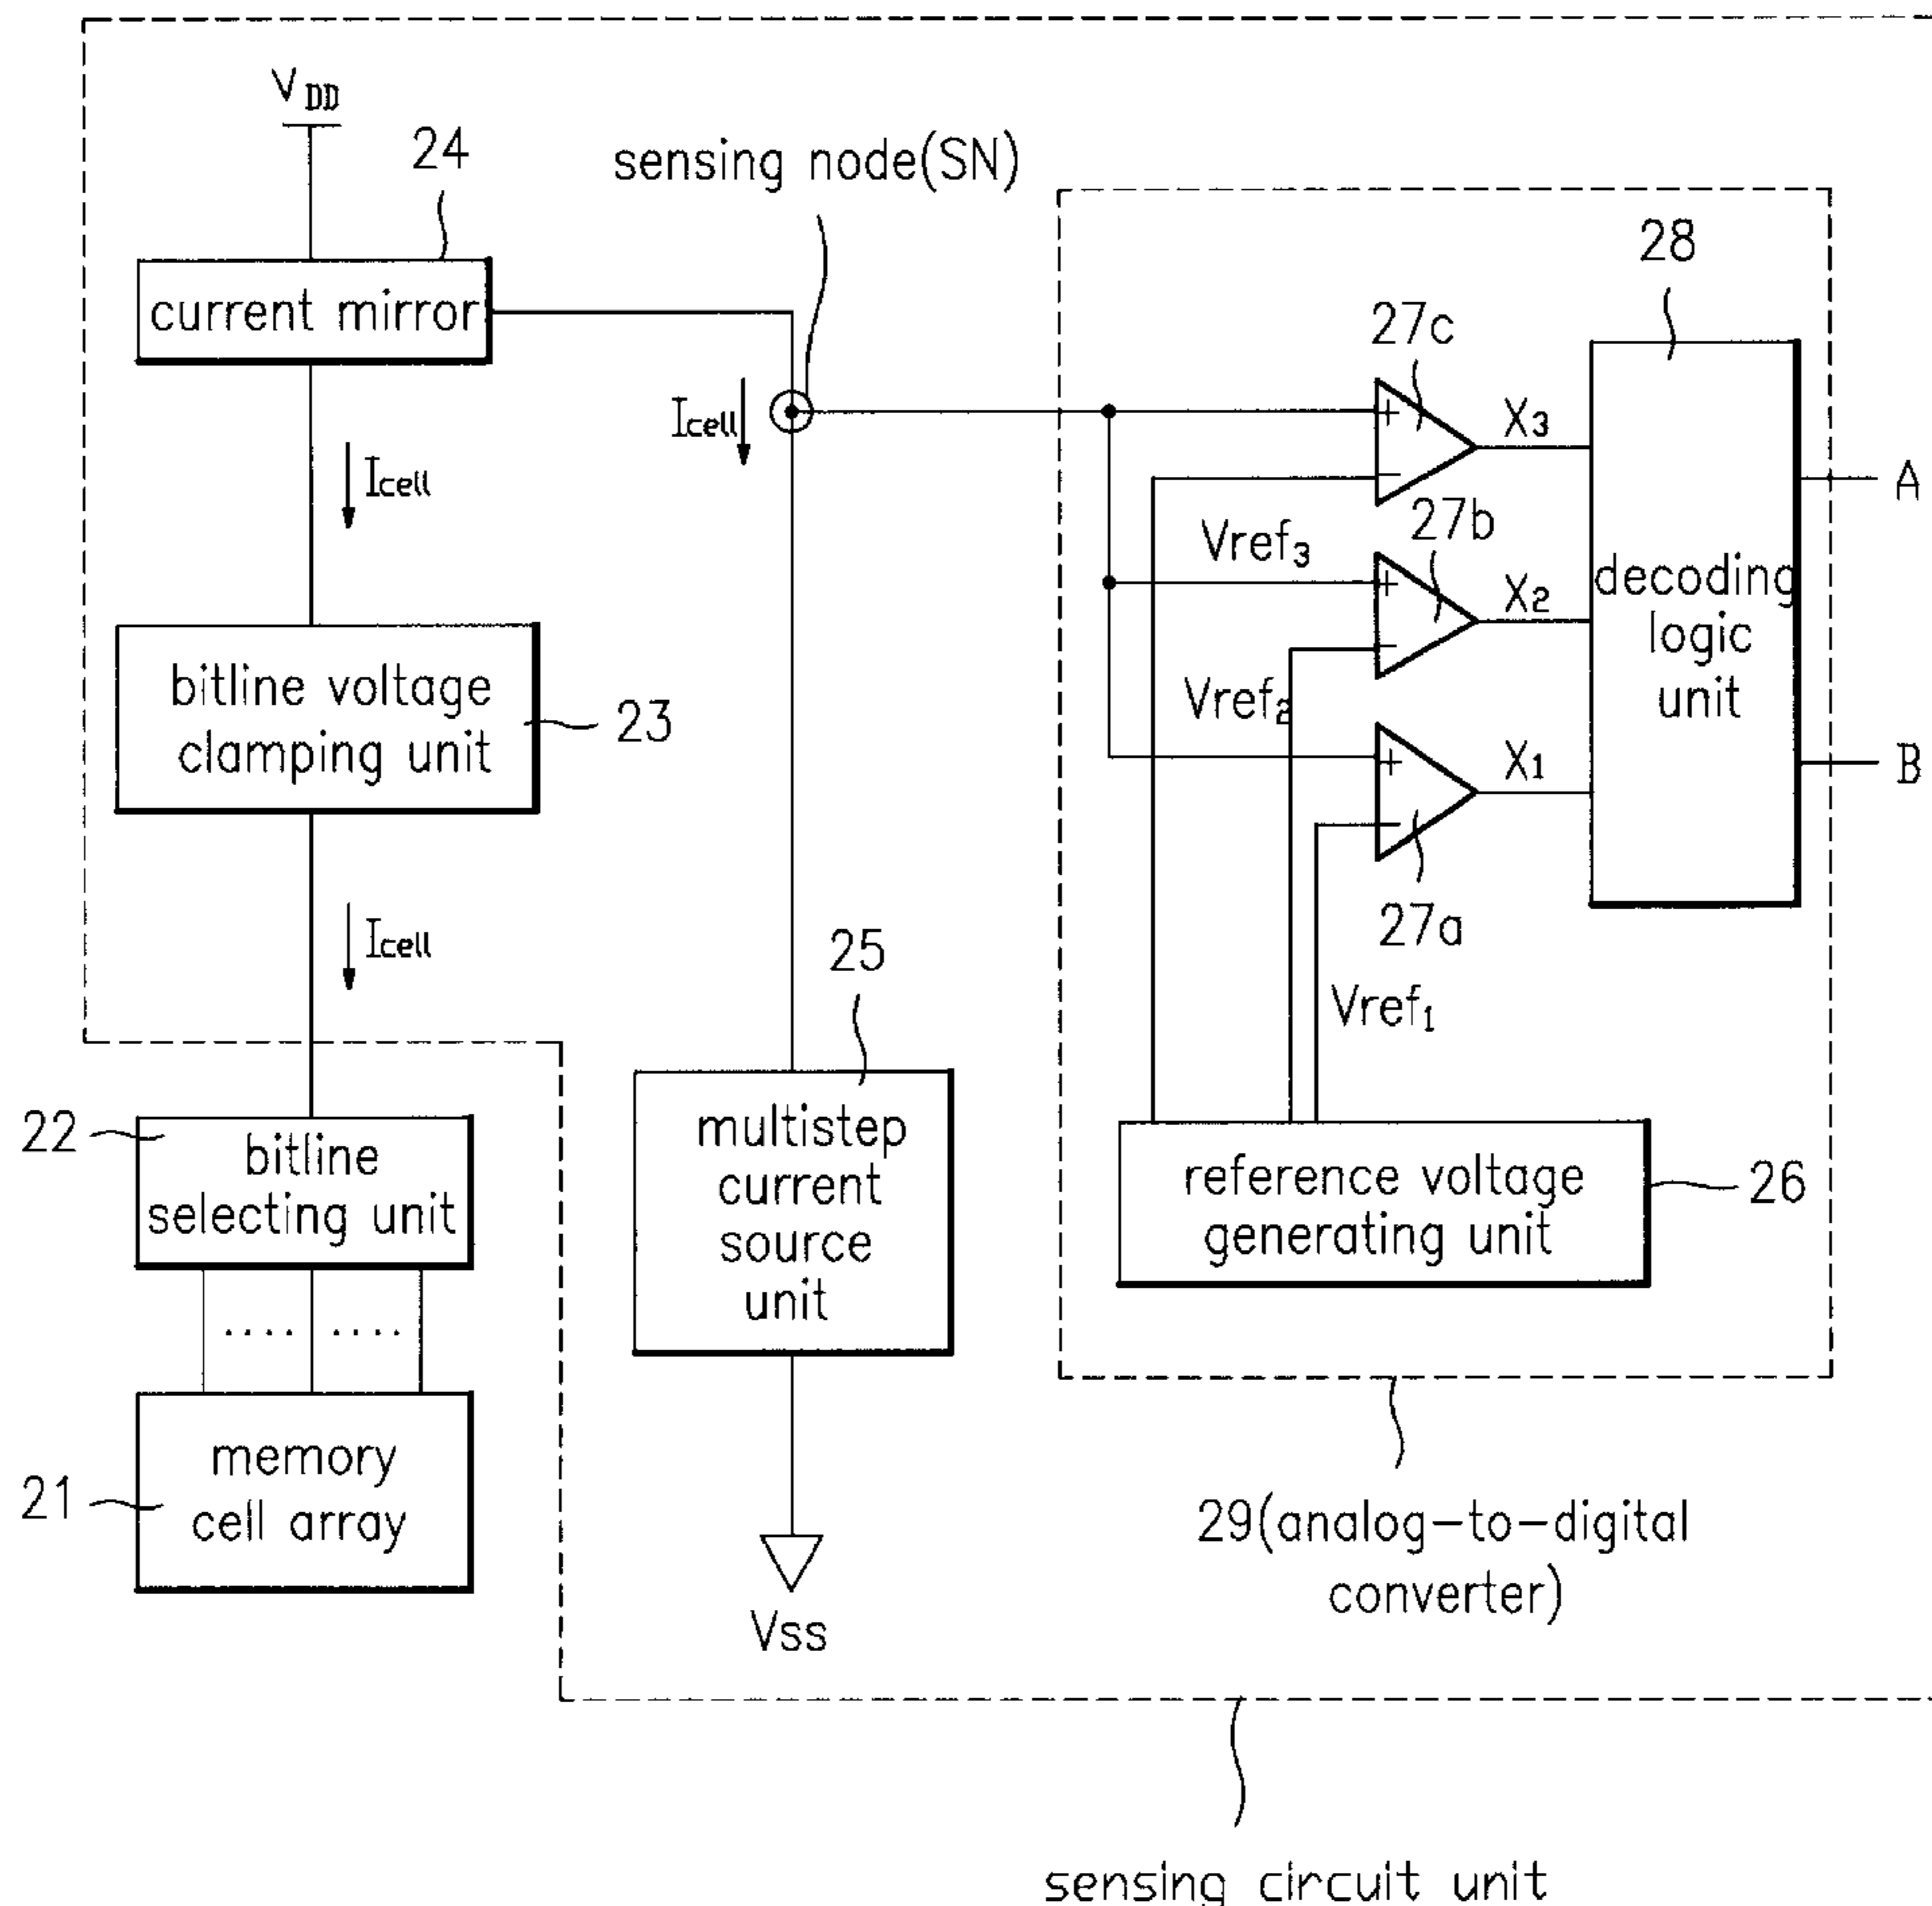 VDD
24
sensing node(SN)
current mirror
Icell
Icell
bitline voltage
clamping unit
23
Icell
22
bitline
selecting unit
.... ....
21
memory
cell array
25
multistep
current
source
unit
Vss
28
27c
+
−
X3
A
Vref3
27b
+
−
X2
decoding
logic
unit
Vref2
+
−
X1
B
27a
Vref1
reference voltage
generating unit
26
29(analog-to-digital
converter)
sensing circuit unit